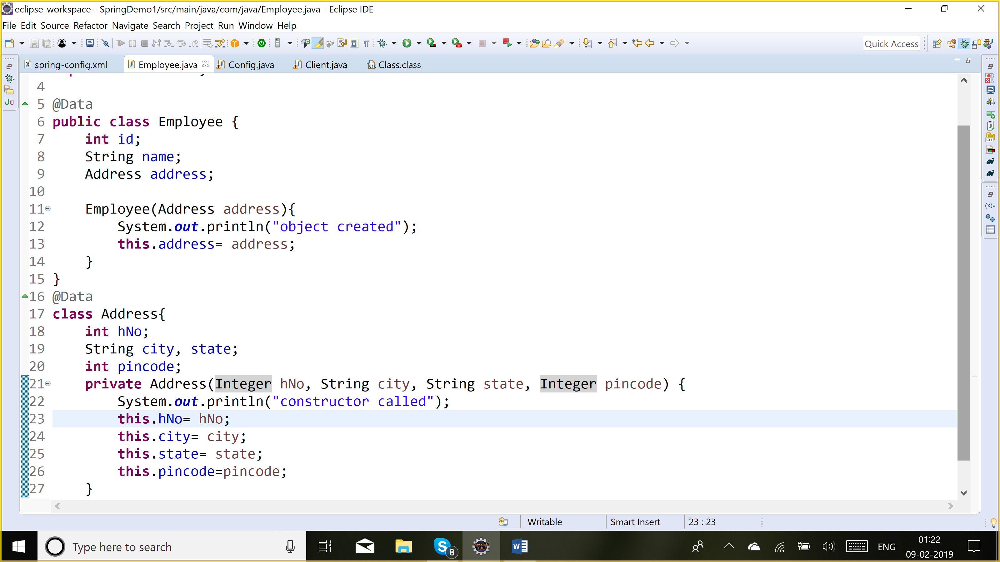 eclipse-workspace - SpringDemo1/src/main/java/com/java/Employee.java - Eclipse IDE
File Edit Source Refactor Navigate Search Project Run Window Help
Quick Access
spring-config.xml Employee.java Config.java Client.java Class.class
4
5 @Data
6 public class Employee {
7 int id;
8 String name;
9 Address address;
10
11 Employee(Address address){
12 System.out.println("object created");
13 this.address= address;
14 }
15 }
16 @Data
17 class Address{
18 int hNo;
19 String city, state;
20 int pincode;
21 private Address(Integer hNo, String city, String state, Integer pincode) {
22 System.out.println("constructor called");
23 this.hNo= hNo;
24 this.city= city;
25 this.state= state;
26 this.pincode=pincode;
27 }
Writable Smart Insert 23 : 23
Type here to search
8
Java EE
IDE
ENG
01:22
09-02-2019